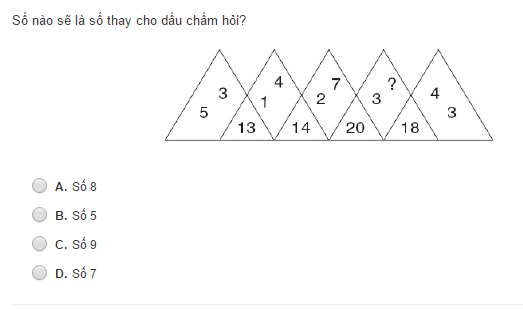 Số nào sẽ là số thay cho dấu chấm hỏi?
3 4 7 ? 4
5 1 2 3 3
13 14 20 18
A. Số 8
B. Số 5
C. Số 9
D. Số 7